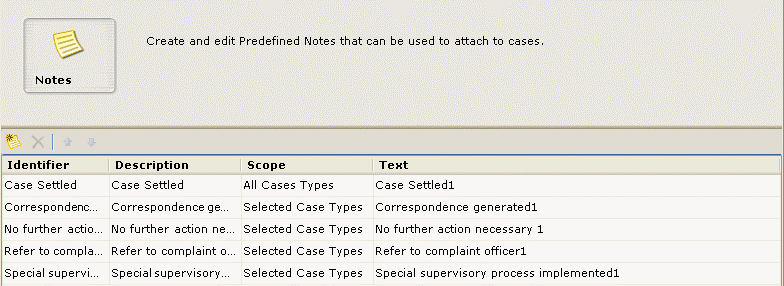 Create and edit Predefined Notes that can be used to attach to cases.
Notes
Identifier Description Scope Text
Case Settled Case Settled All Cases Types Case Settled1
Correspondenc... Correspondence ge... Selected Case Types Correspondence generated1
No further actio... No further action ne... Selected Case Types No further action necessary 1
Refer to compla... Refer to complaint o... Selected Case Types Refer to complaint officer1
Special supervi... Special supervisory... Selected Case Types Special supervisory process implemented1